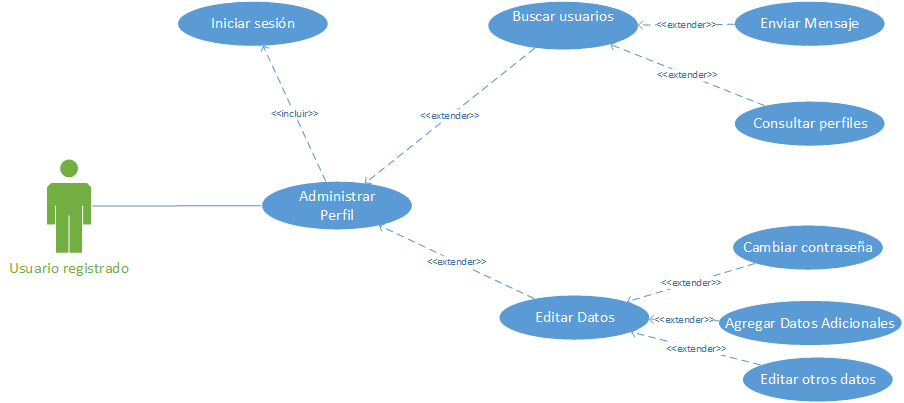 Iniciar sesión
Buscar usuarios
<<extender>>
Enviar Mensaje
<<extender>>
<<incluir>>
<<extender>>
Consultar perfiles
Administrar
Perfil
Usuario registrado
<<extender>>
Cambiar contraseña
<<extender>>
Editar Datos
<<extender>>
Agregar Datos Adicionales
<<extender>>
Editar otros datos